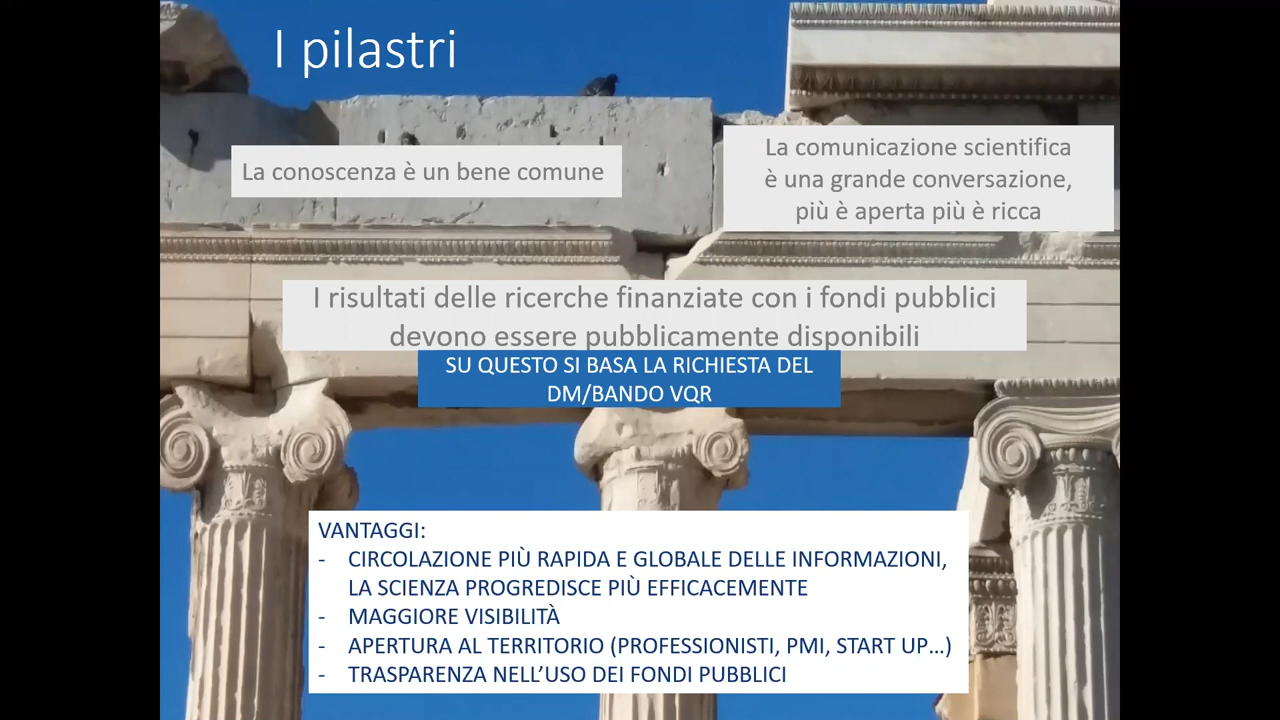 I pilastri
La conoscenza è un bene comune
La comunicazione scientifica
è una grande conversazione,
più è aperta più è ricca
I risultati delle ricerche finanziate con i fondi pubblici
devono essere pubblicamente disponibili
SU QUESTO SI BASA LA RICHIESTA DEL
DM/BANDO VQR
VANTAGGI:
- CIRCOLAZIONE PIÙ RAPIDA E GLOBALE DELLE INFORMAZIONI,
LA SCIENZA PROGREDISCE PIÙ EFFICACEMENTE
- MAGGIORE VISIBILITÀ
- APERTURA AL TERRITORIO (PROFESSIONISTI, PMI, START UP…)
- TRASPARENZA NELL’USO DEI FONDI PUBBLICI